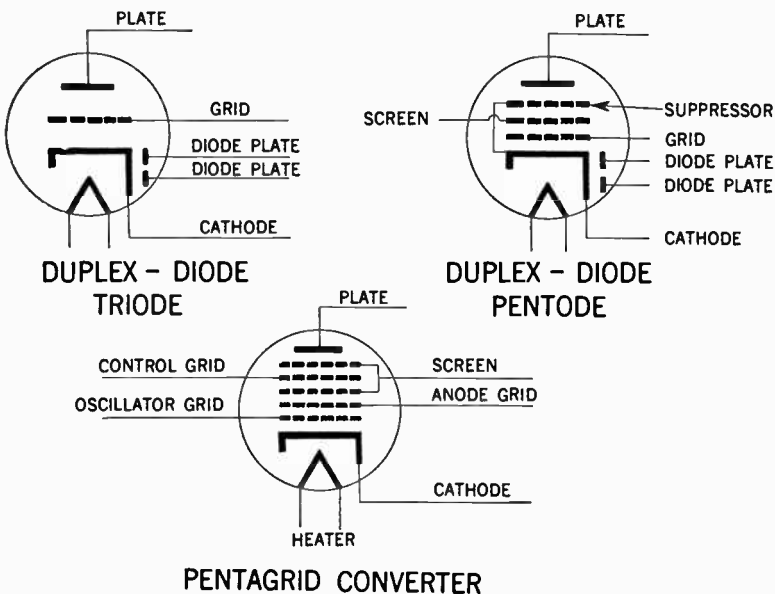 PLATE
GRID
DIODE PLATE
DIODE PLATE
CATHODE
DUPLEX - DIODE
TRIODE
PLATE
SCREEN
SUPPRESSOR
GRID
DIODE PLATE
DIODE PLATE
CATHODE
DUPLEX - DIODE
PENTODE
PLATE
CONTROL GRID
SCREEN
OSCILLATOR GRID
ANODE GRID
CATHODE
HEATER
PENTAGRID CONVERTER